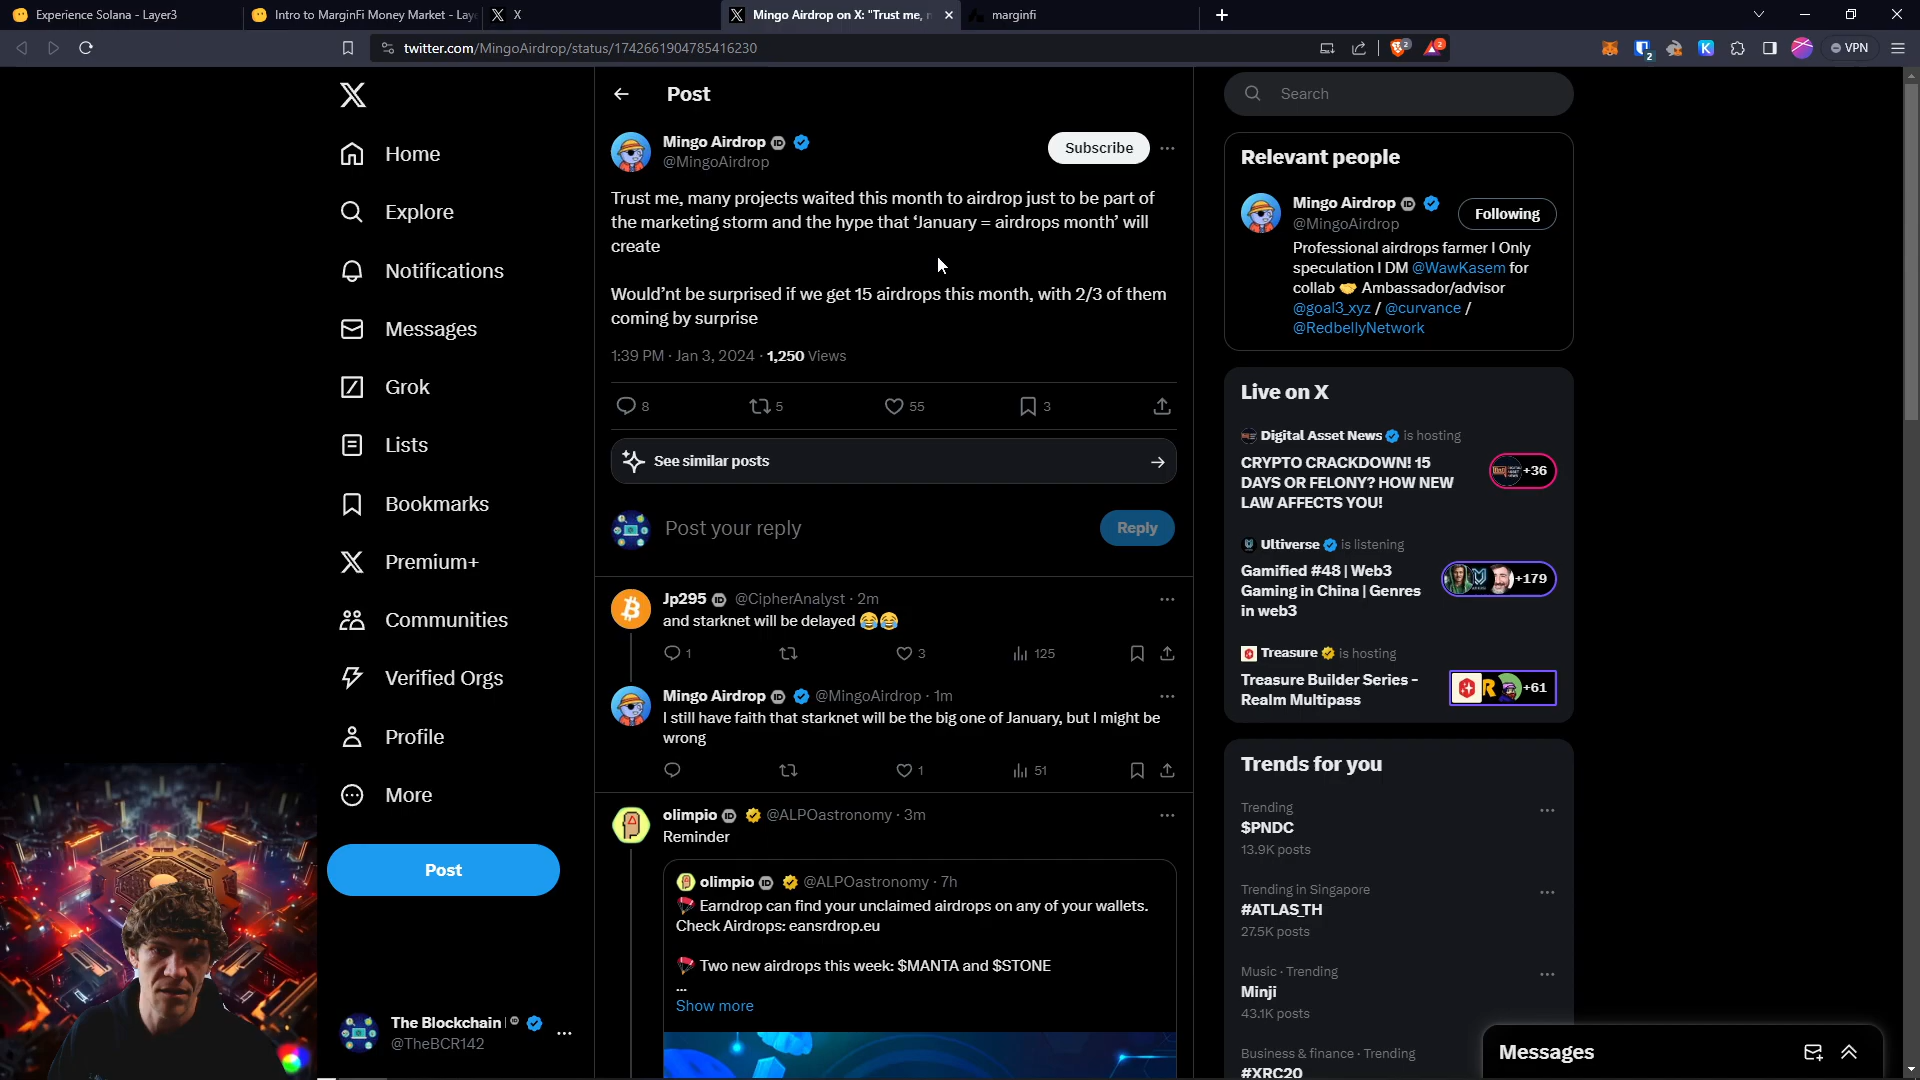 Experience Solana - Layer3
Intro to MarginFi Money Market - Lay
X
Mingo Airdrop on X: "Trust me,
marginfi
twitter.com/MingoAirdrop/status/1742661904785416230
2
2
2
K
VPN
Post
Search
Home
Explore
Notifications
Messages
Grok
Lists
Bookmarks
Premium+
Communities
Verified Orgs
Profile
More
Post
The Blockchain
@TheBCR142
Mingo Airdrop
@MingoAirdrop
Subscribe
Trust me, many projects waited this month to airdrop just to be part of
the marketing storm and the hype that ‘January = airdrops month’ will
create
Would’nt be surprised if we get 15 airdrops this month, with 2/3 of them
coming by surprise
1:39 PM · Jan 3, 2024 · 1,250 Views
8 5 55 3
See similar posts
Post your reply
Reply
Jp295 @CipherAnalyst · 2m
and starknet will be delayed 😂😂
1 3 125
Mingo Airdrop @MingoAirdrop · 1m
I still have faith that starknet will be the big one of January, but I might be
wrong
1 51
olimpio @ALPOastronomy · 3m
Reminder
olimpio @ALPOastronomy · 7h
🪂 Earndrop can find your unclaimed airdrops on any of your wallets.
Check Airdrops: eansrdrop.eu
🪂 Two new airdrops this week: $MANTA and $STONE
...
Show more
Relevant people
Mingo Airdrop
@MingoAirdrop
Following
Professional airdrops farmer I Only
speculation I DM @WawKasem for
collab 🤝 Ambassador/advisor
@goal3_xyz / @curvance /
@RedbellyNetwork
Live on X
Digital Asset News is hosting
CRYPTO CRACKDOWN! 15
DAYS OR FELONY? HOW NEW
LAW AFFECTS YOU!
+36
Ultiverse is listening
Gamified #48 | Web3
Gaming in China | Genres
in web3
+179
Treasure is hosting
Treasure Builder Series -
Realm Multipass
+61
Trends for you
Trending
$PNDC
13.9K posts
Trending in Singapore
#ATLAS_TH
27.5K posts
Music · Trending
Minji
43.1K posts
Business & finance · Trending
#XRC20
Messages